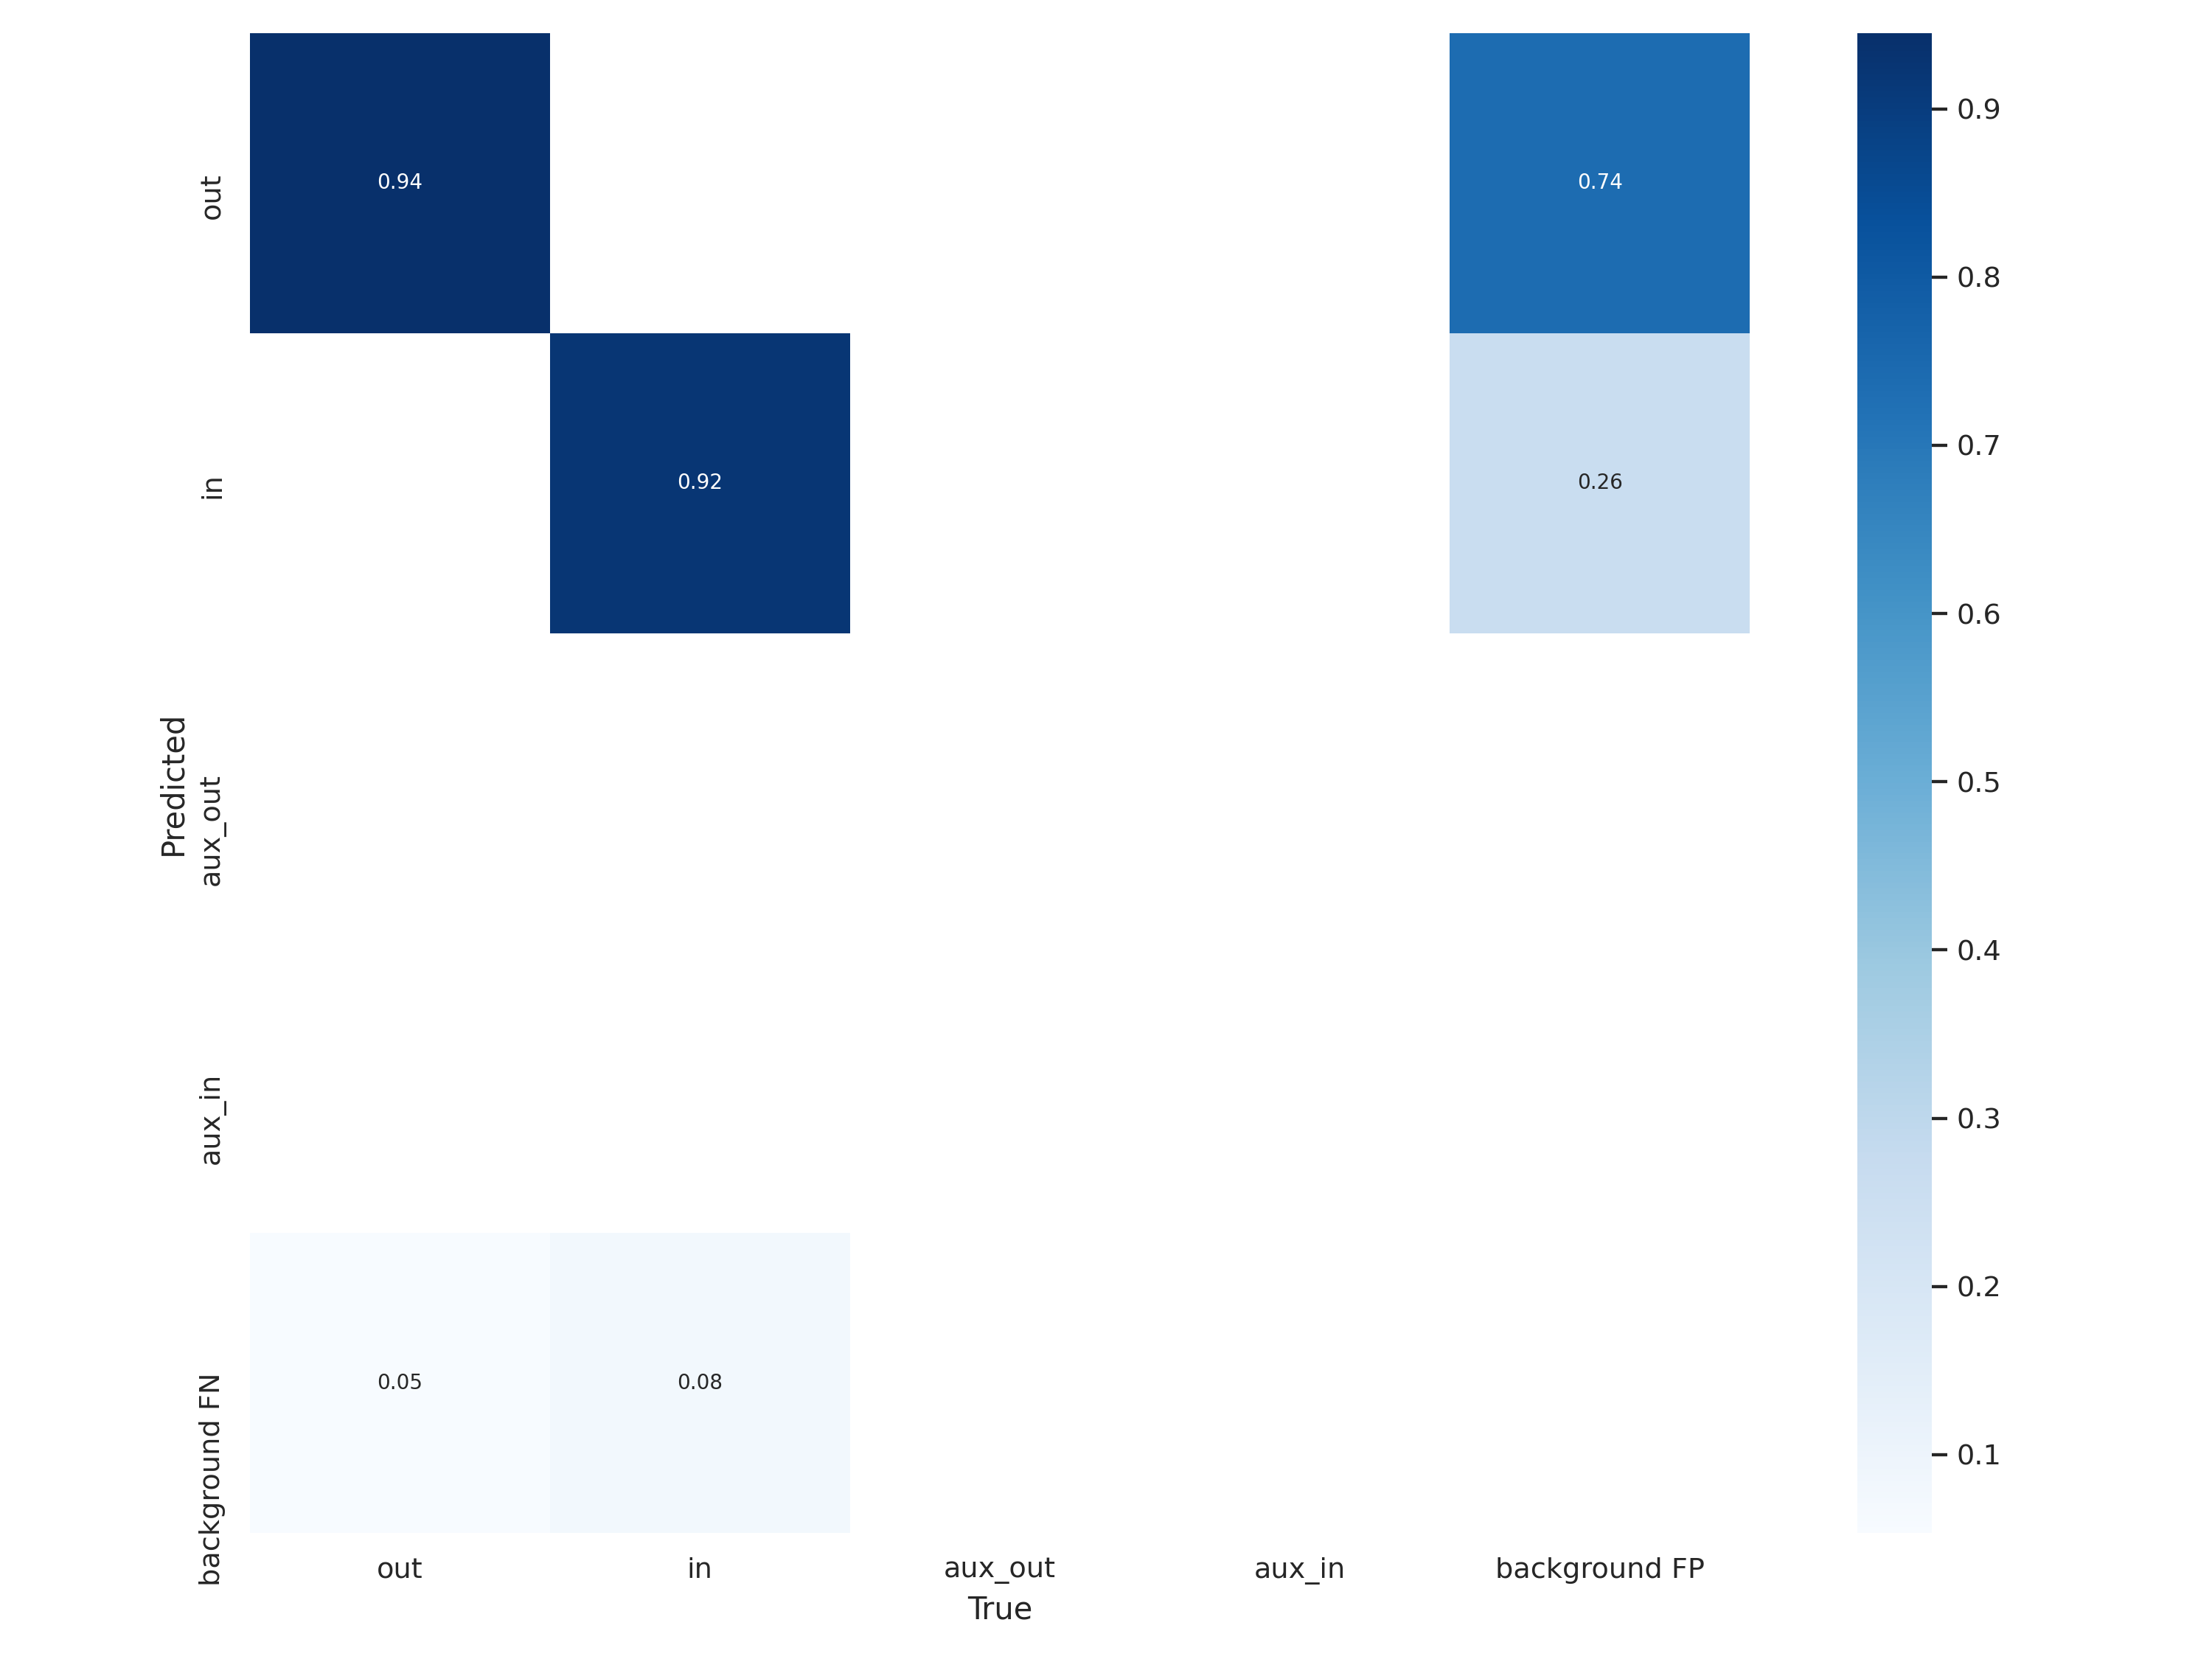 0.94
0.74
0.92
0.26
0.05
0.08
Predicted
out
in
aux_out
aux_in
background FN
out
in
aux_out
aux_in
background FP
True
0.9
0.8
0.7
0.6
0.5
0.4
0.3
0.2
0.1